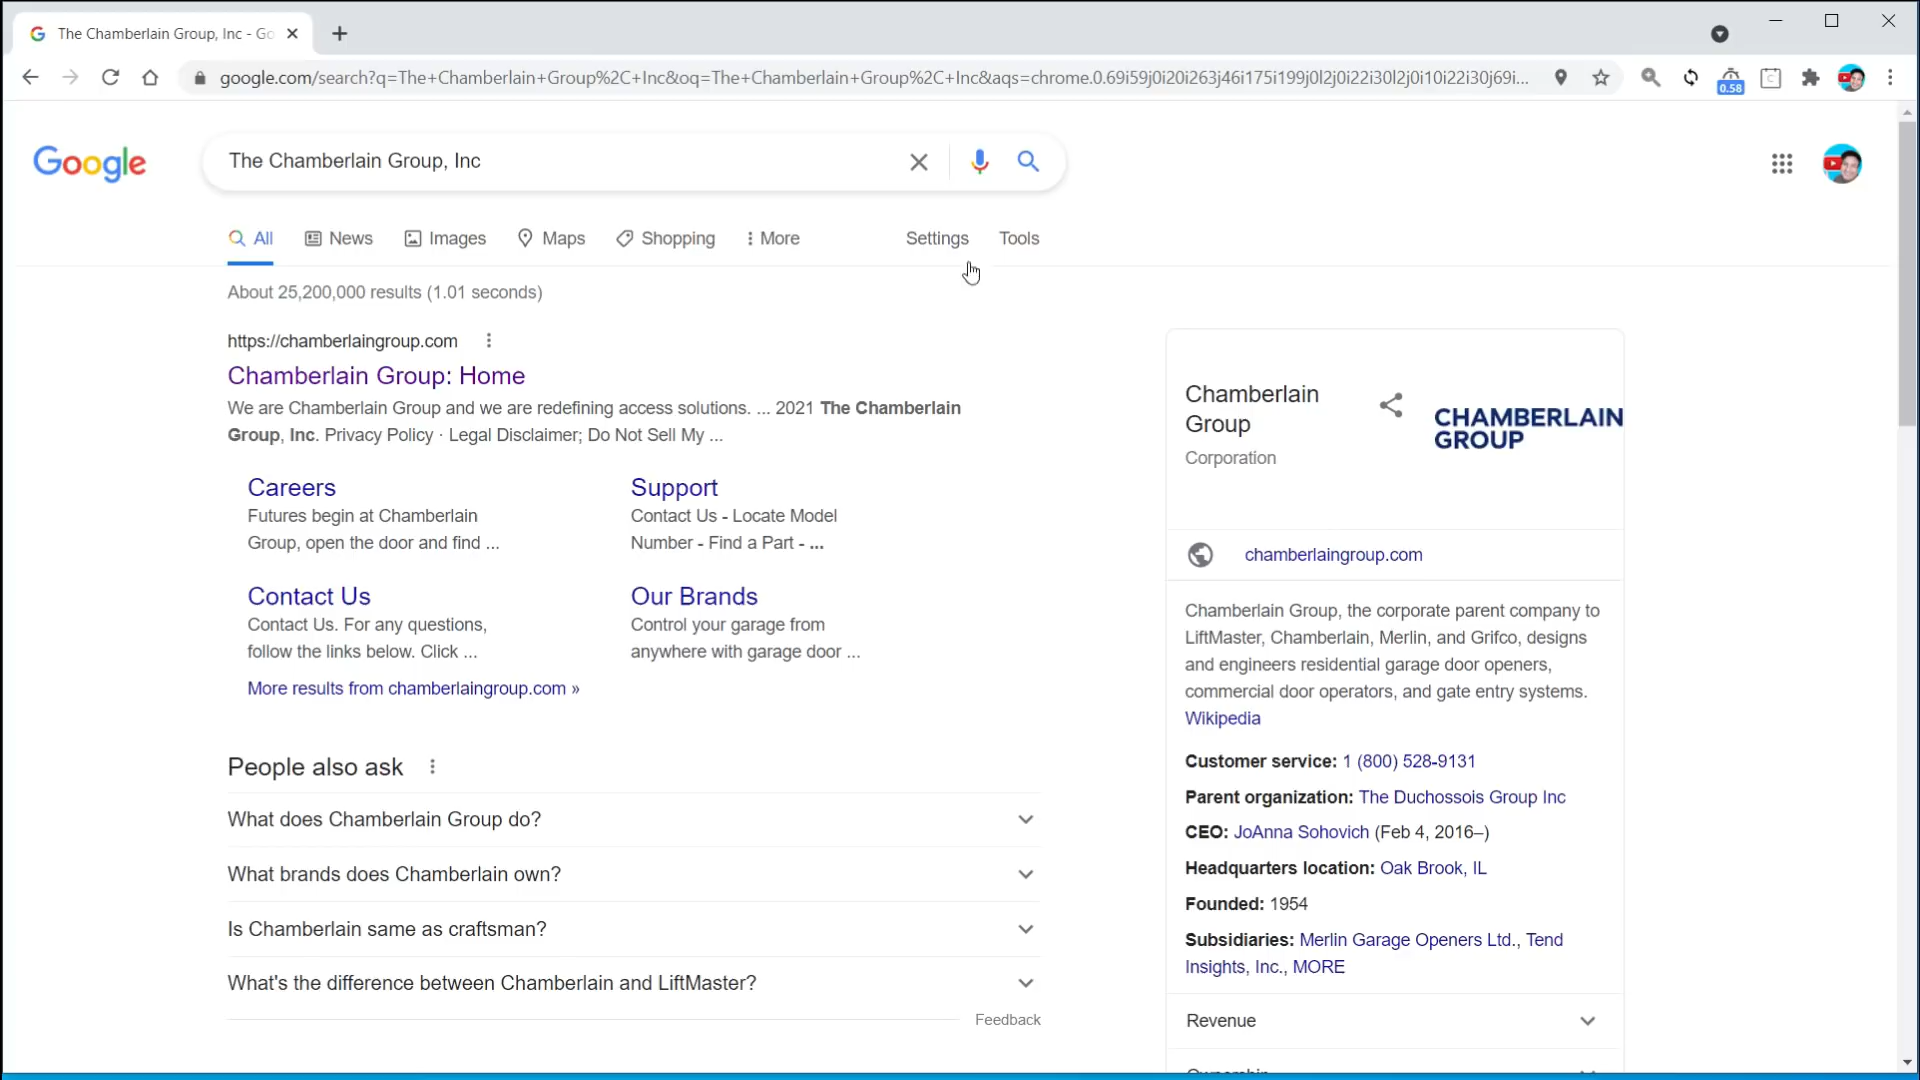 The Chamberlain Group, Inc - Go
google.com/search?q=The+Chamberlain+Group%2C+Inc&oq=The+Chamberlain+Group%2C+Inc&aqs=chrome.0.69i59j0i20i263j46i175i199j0l2j0i22i30l2j0i10i22i30j69i...
0.58
Google
The Chamberlain Group, Inc
All
News
Images
Maps
Shopping
More
Settings
Tools
About 25,200,000 results (1.01 seconds)
https://chamberlaingroup.com
Chamberlain Group: Home
We are Chamberlain Group and we are redefining access solutions. ... 2021 The Chamberlain
Group, Inc. Privacy Policy · Legal Disclaimer; Do Not Sell My ...
Careers
Futures begin at Chamberlain
Group, open the door and find ...
Support
Contact Us - Locate Model
Number - Find a Part - ...
Contact Us
Contact Us. For any questions,
follow the links below. Click ...
Our Brands
Control your garage from
anywhere with garage door ...
More results from chamberlaingroup.com »
People also ask
What does Chamberlain Group do?
What brands does Chamberlain own?
Is Chamberlain same as craftsman?
What's the difference between Chamberlain and LiftMaster?
Feedback
Chamberlain
Group
Corporation
CHAMBERLAIN
GROUP
chamberlaingroup.com
Chamberlain Group, the corporate parent company to
LiftMaster, Chamberlain, Merlin, and Grifco, designs
and engineers residential garage door openers,
commercial door operators, and gate entry systems.
Wikipedia
Customer service: 1 (800) 528-9131
Parent organization: The Duchossois Group Inc
CEO: JoAnna Sohovich (Feb 4, 2016–)
Headquarters location: Oak Brook, IL
Founded: 1954
Subsidiaries: Merlin Garage Openers Ltd., Tend
Insights, Inc., MORE
Revenue